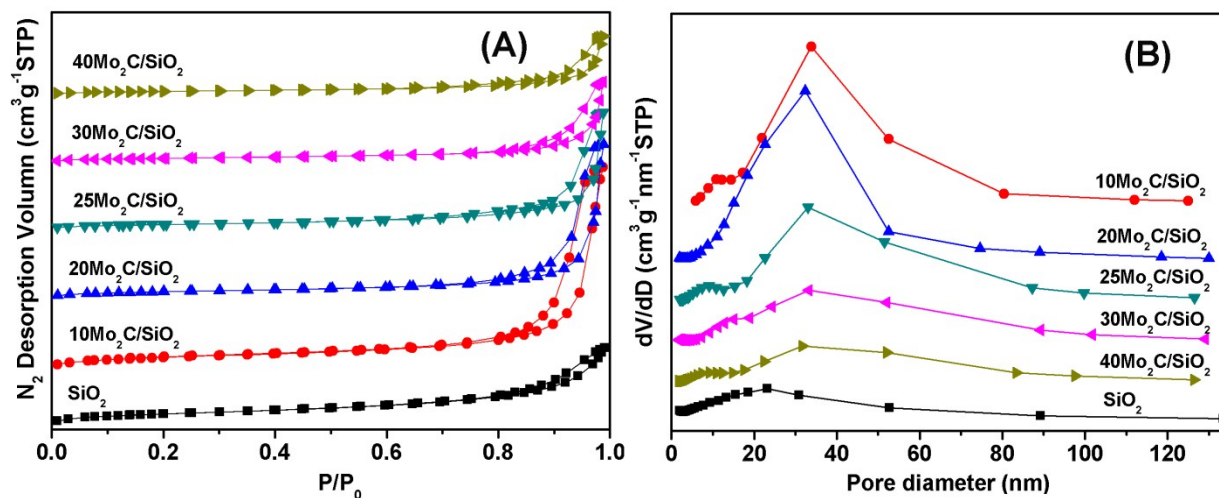 (A)
N2 Desorption Volumn (cm3g-1STP)
40Mo2C/SiO2
30Mo2C/SiO2
25Mo2C/SiO2
20Mo2C/SiO2
10Mo2C/SiO2
SiO2
0.0 0.2 0.4 0.6 0.8 1.0
P/P0
(B)
dV/dD (cm3g-1nm-1STP)
10Mo2C/SiO2
20Mo2C/SiO2
25Mo2C/SiO2
30Mo2C/SiO2
40Mo2C/SiO2
SiO2
0 20 40 60 80 100 120
Pore diameter (nm)